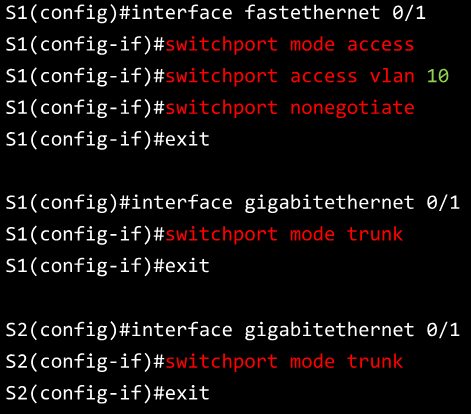 S1(config)#interface fastethernet 0/1
S1(config-if)#switchport mode access
S1(config-if)#switchport access vlan 10
S1(config-if)#switchport nonegotiate
S1(config-if)#exit
S1(config)#interface gigabitethernet 0/1
S1(config-if)#switchport mode trunk
S1(config-if)#exit
S2(config)#interface gigabitethernet 0/1
S2(config-if)#switchport mode trunk
S2(config-if)#exit